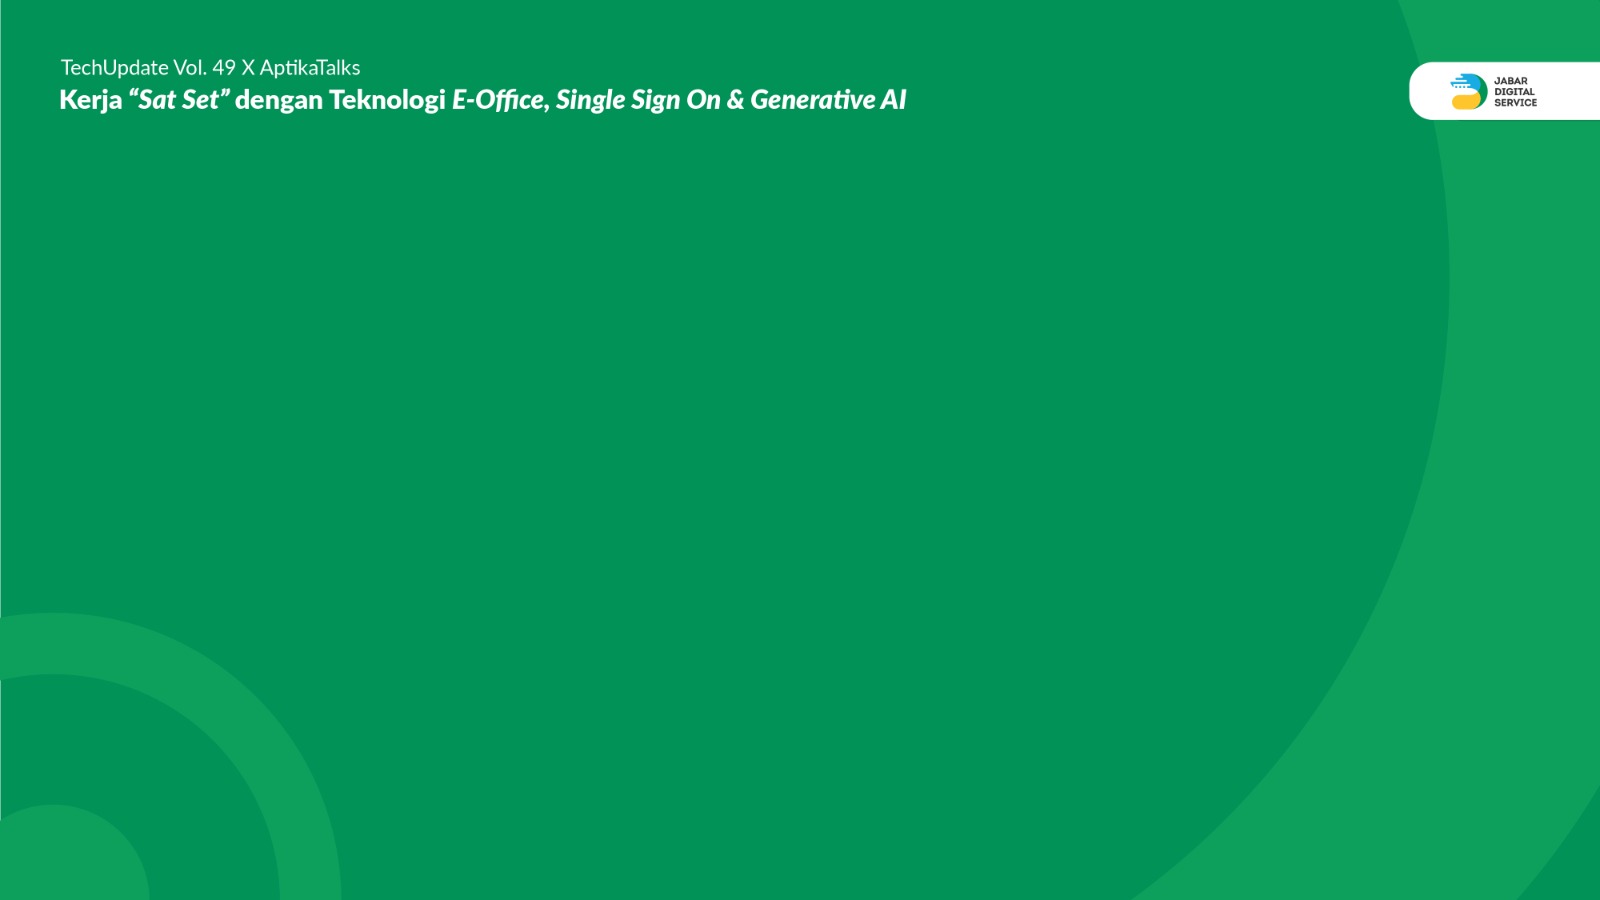 TechUpdate Vol. 49 X AptikaTalks
Kerja “Sat Set” dengan Teknologi E-Office, Single Sign On & Generative AI
JABAR
DIGITAL
SERVICE